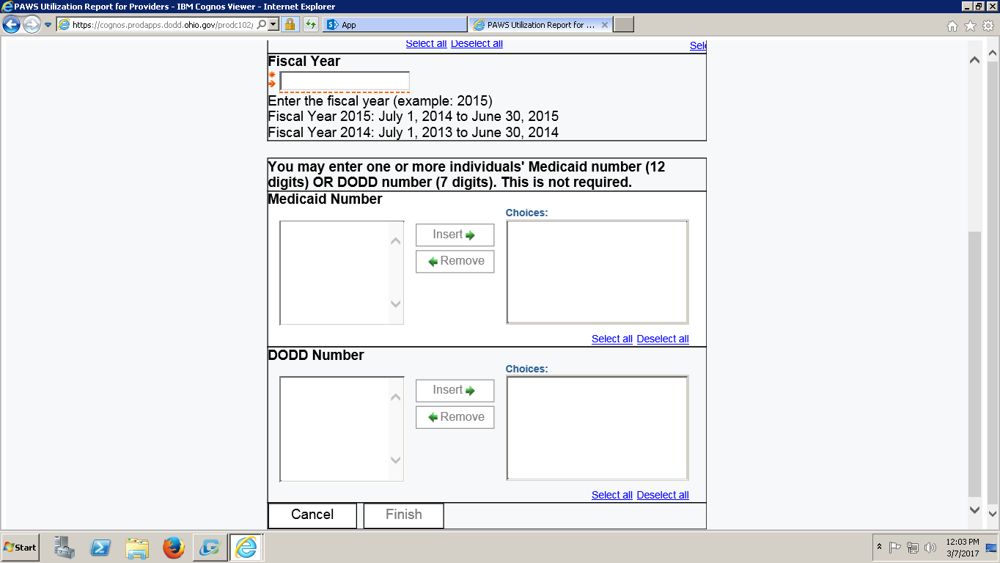 PAWS Utilization Report for Providers - IBM Cognos Viewer - Internet Explorer
https://cognos.prodapps.dodd.ohio.gov/prodc102/
App
PAWS Utilization Report for ...
Select all Deselect all
Sele
Fiscal Year
Enter the fiscal year (example: 2015)
Fiscal Year 2015: July 1, 2014 to June 30, 2015
Fiscal Year 2014: July 1, 2013 to June 30, 2014
You may enter one or more individuals' Medicaid number (12
digits) OR DODD number (7 digits). This is not required.
Medicaid Number
Choices:
Insert
Remove
Select all Deselect all
DODD Number
Choices:
Insert
Remove
Select all Deselect all
Cancel
Finish
Start
12:03 PM
3/7/2017